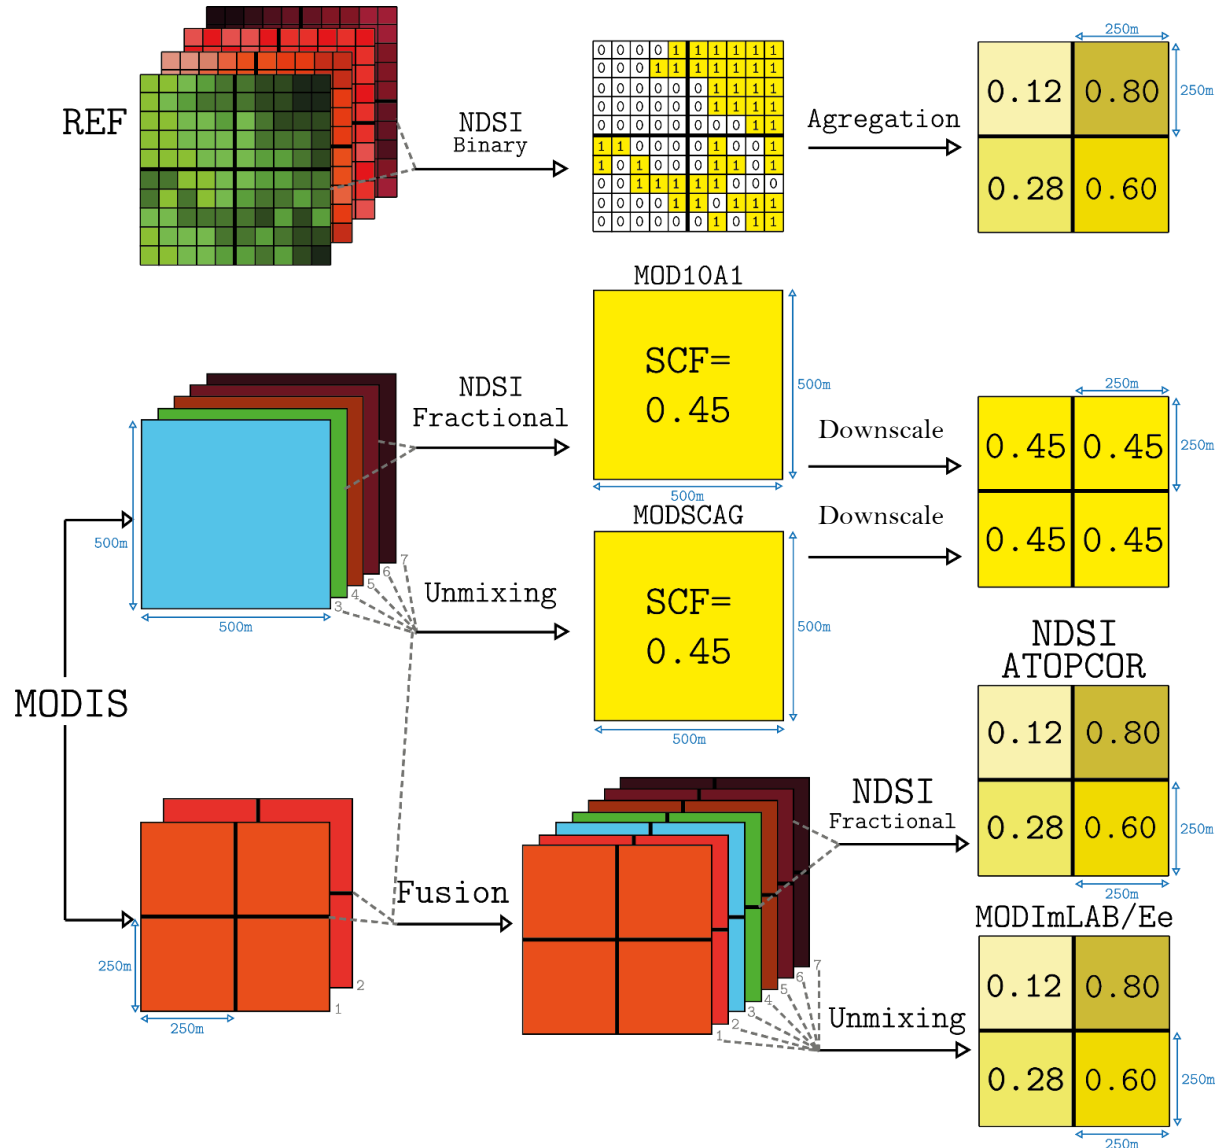 REF
NDSI
Binary
0 0 0 0 1 1 1 1 1 1
0 0 0 1 1 1 1 1 1 1
0 0 0 0 0 0 1 1 1 1
0 0 0 0 0 0 1 1 1 1
0 0 0 0 0 0 0 0 1 1
1 1 0 0 0 0 1 0 0 1
1 0 1 0 0 0 1 1 0 1
0 0 1 1 1 1 1 0 0 0
0 0 0 0 1 1 0 1 1 1
0 0 0 0 0 0 1 0 1 1
Agregation
250m
0.12 0.80
250m
0.28 0.60
MODIS
500m
500m
3 4 5 6 7
NDSI
Fractional
MOD10A1
SCF=
0.45
500m
500m
Downscale
Unmixing
MODSCAG
SCF=
0.45
500m
500m
Downscale
250m
0.45 0.45
250m
0.45 0.45
250m
250m
1 2
Fusion
1 2 3 4 5 6 7
NDSI
Fractional
NDSI
ATOPCOR
0.12 0.80
0.28 0.60
250m
250m
Unmixing
MODImLAB/Ee
0.12 0.80
0.28 0.60
250m
250m